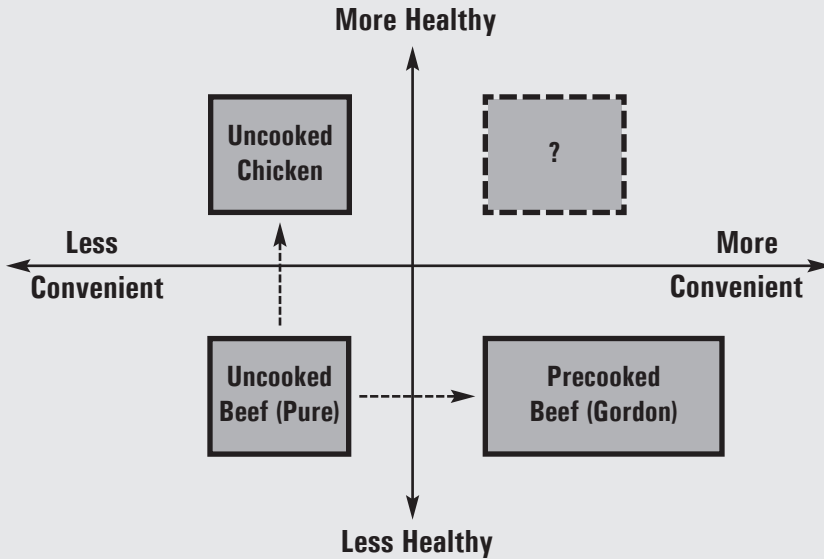 More Healthy
Uncooked
Chicken
?
Less
Convenient
More
Convenient
Uncooked
Beef (Pure)
Precooked
Beef (Gordon)
Less Healthy